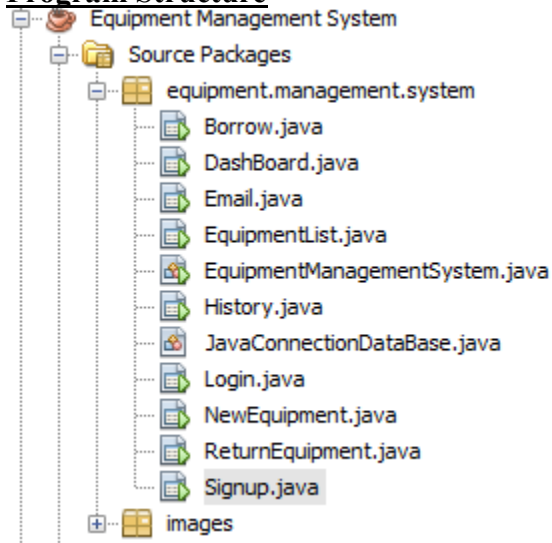 Program Structure
Equipment Management System
Source Packages
equipment.management.system
Borrow.java
DashBoard.java
Email.java
EquipmentList.java
EquipmentManagementSystem.java
History.java
JavaConnectionDataBase.java
Login.java
NewEquipment.java
ReturnEquipment.java
Signup.java
images